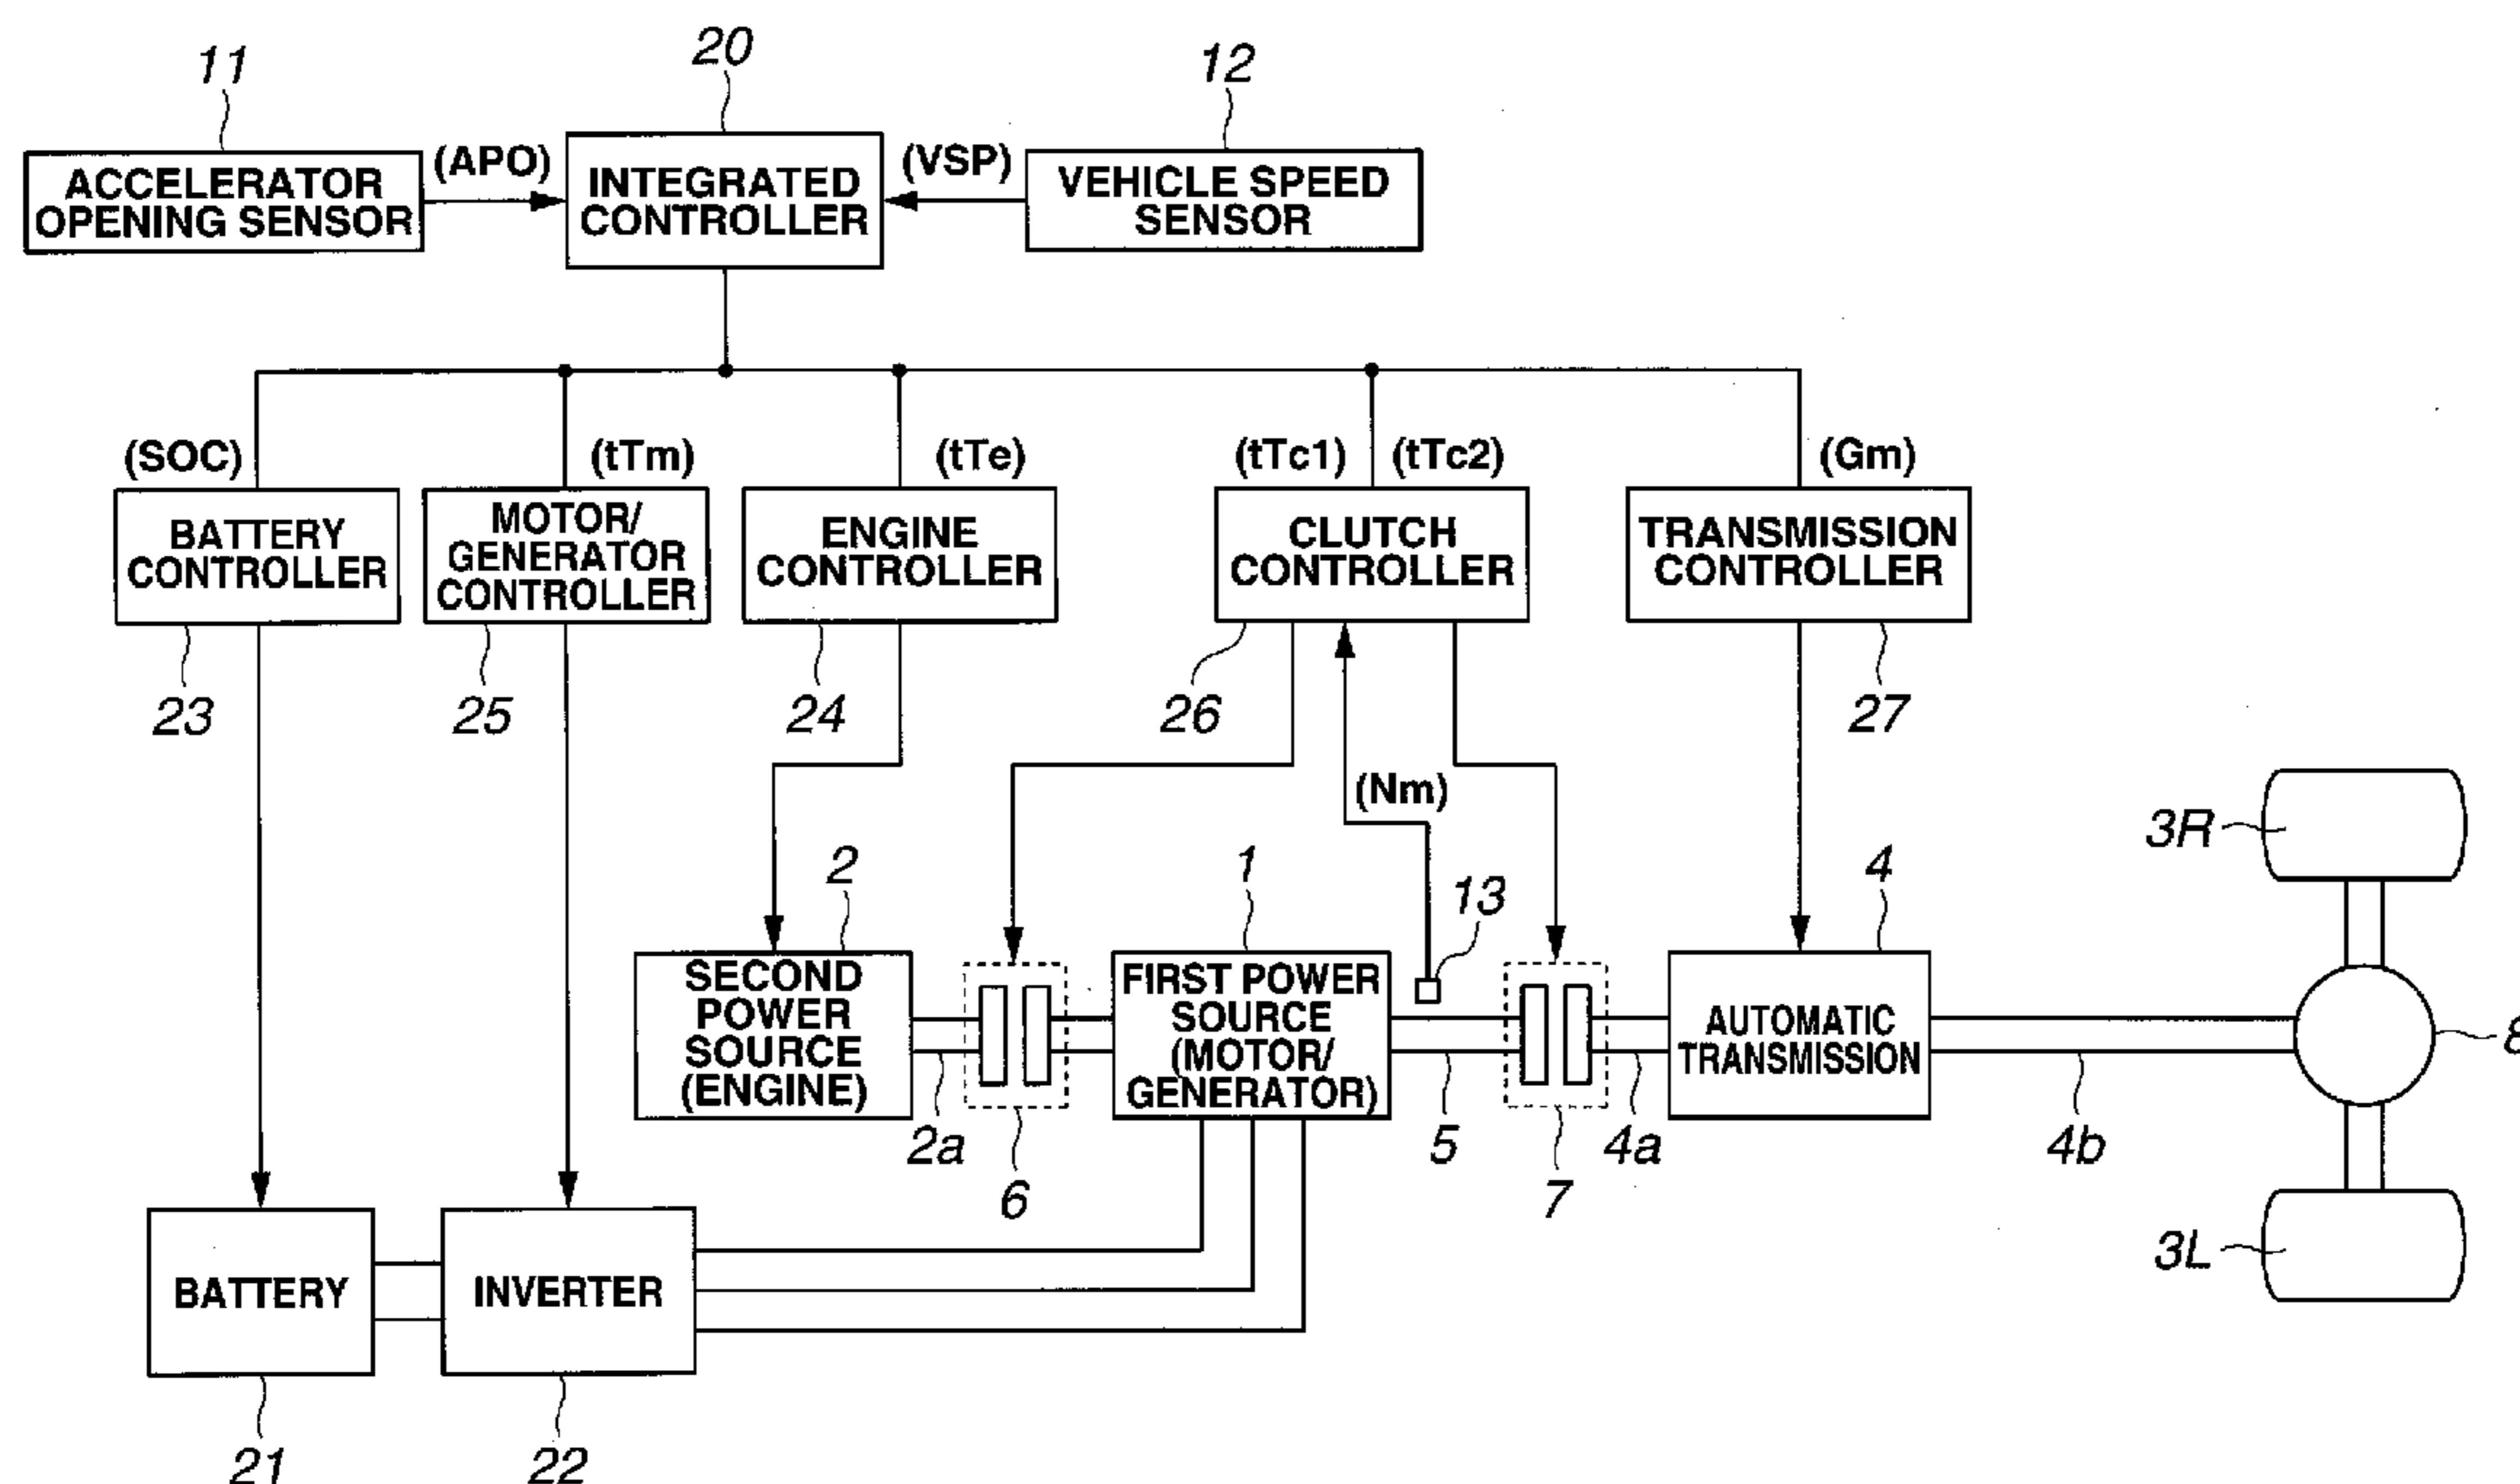 11
20
12
(APO)
(VSP)
ACCELERATOR
OPENING SENSOR
INTEGRATED
CONTROLLER
VEHICLE SPEED
SENSOR
(SOC)
(tTm)
(tTe)
(tTc1)
(tTc2)
(Gm)
BATTERY
CONTROLLER
MOTOR/
GENERATOR
CONTROLLER
ENGINE
CONTROLLER
CLUTCH
CONTROLLER
TRANSMISSION
CONTROLLER
23
25
24
26
27
(Nm)
3R
2
1
13
4
SECOND
POWER
SOURCE
(ENGINE)
FIRST POWER
SOURCE
(MOTOR/
GENERATOR)
AUTOMATIC
TRANSMISSION
8
2a
6
5
7
4a
4b
3L
BATTERY
INVERTER
21
22